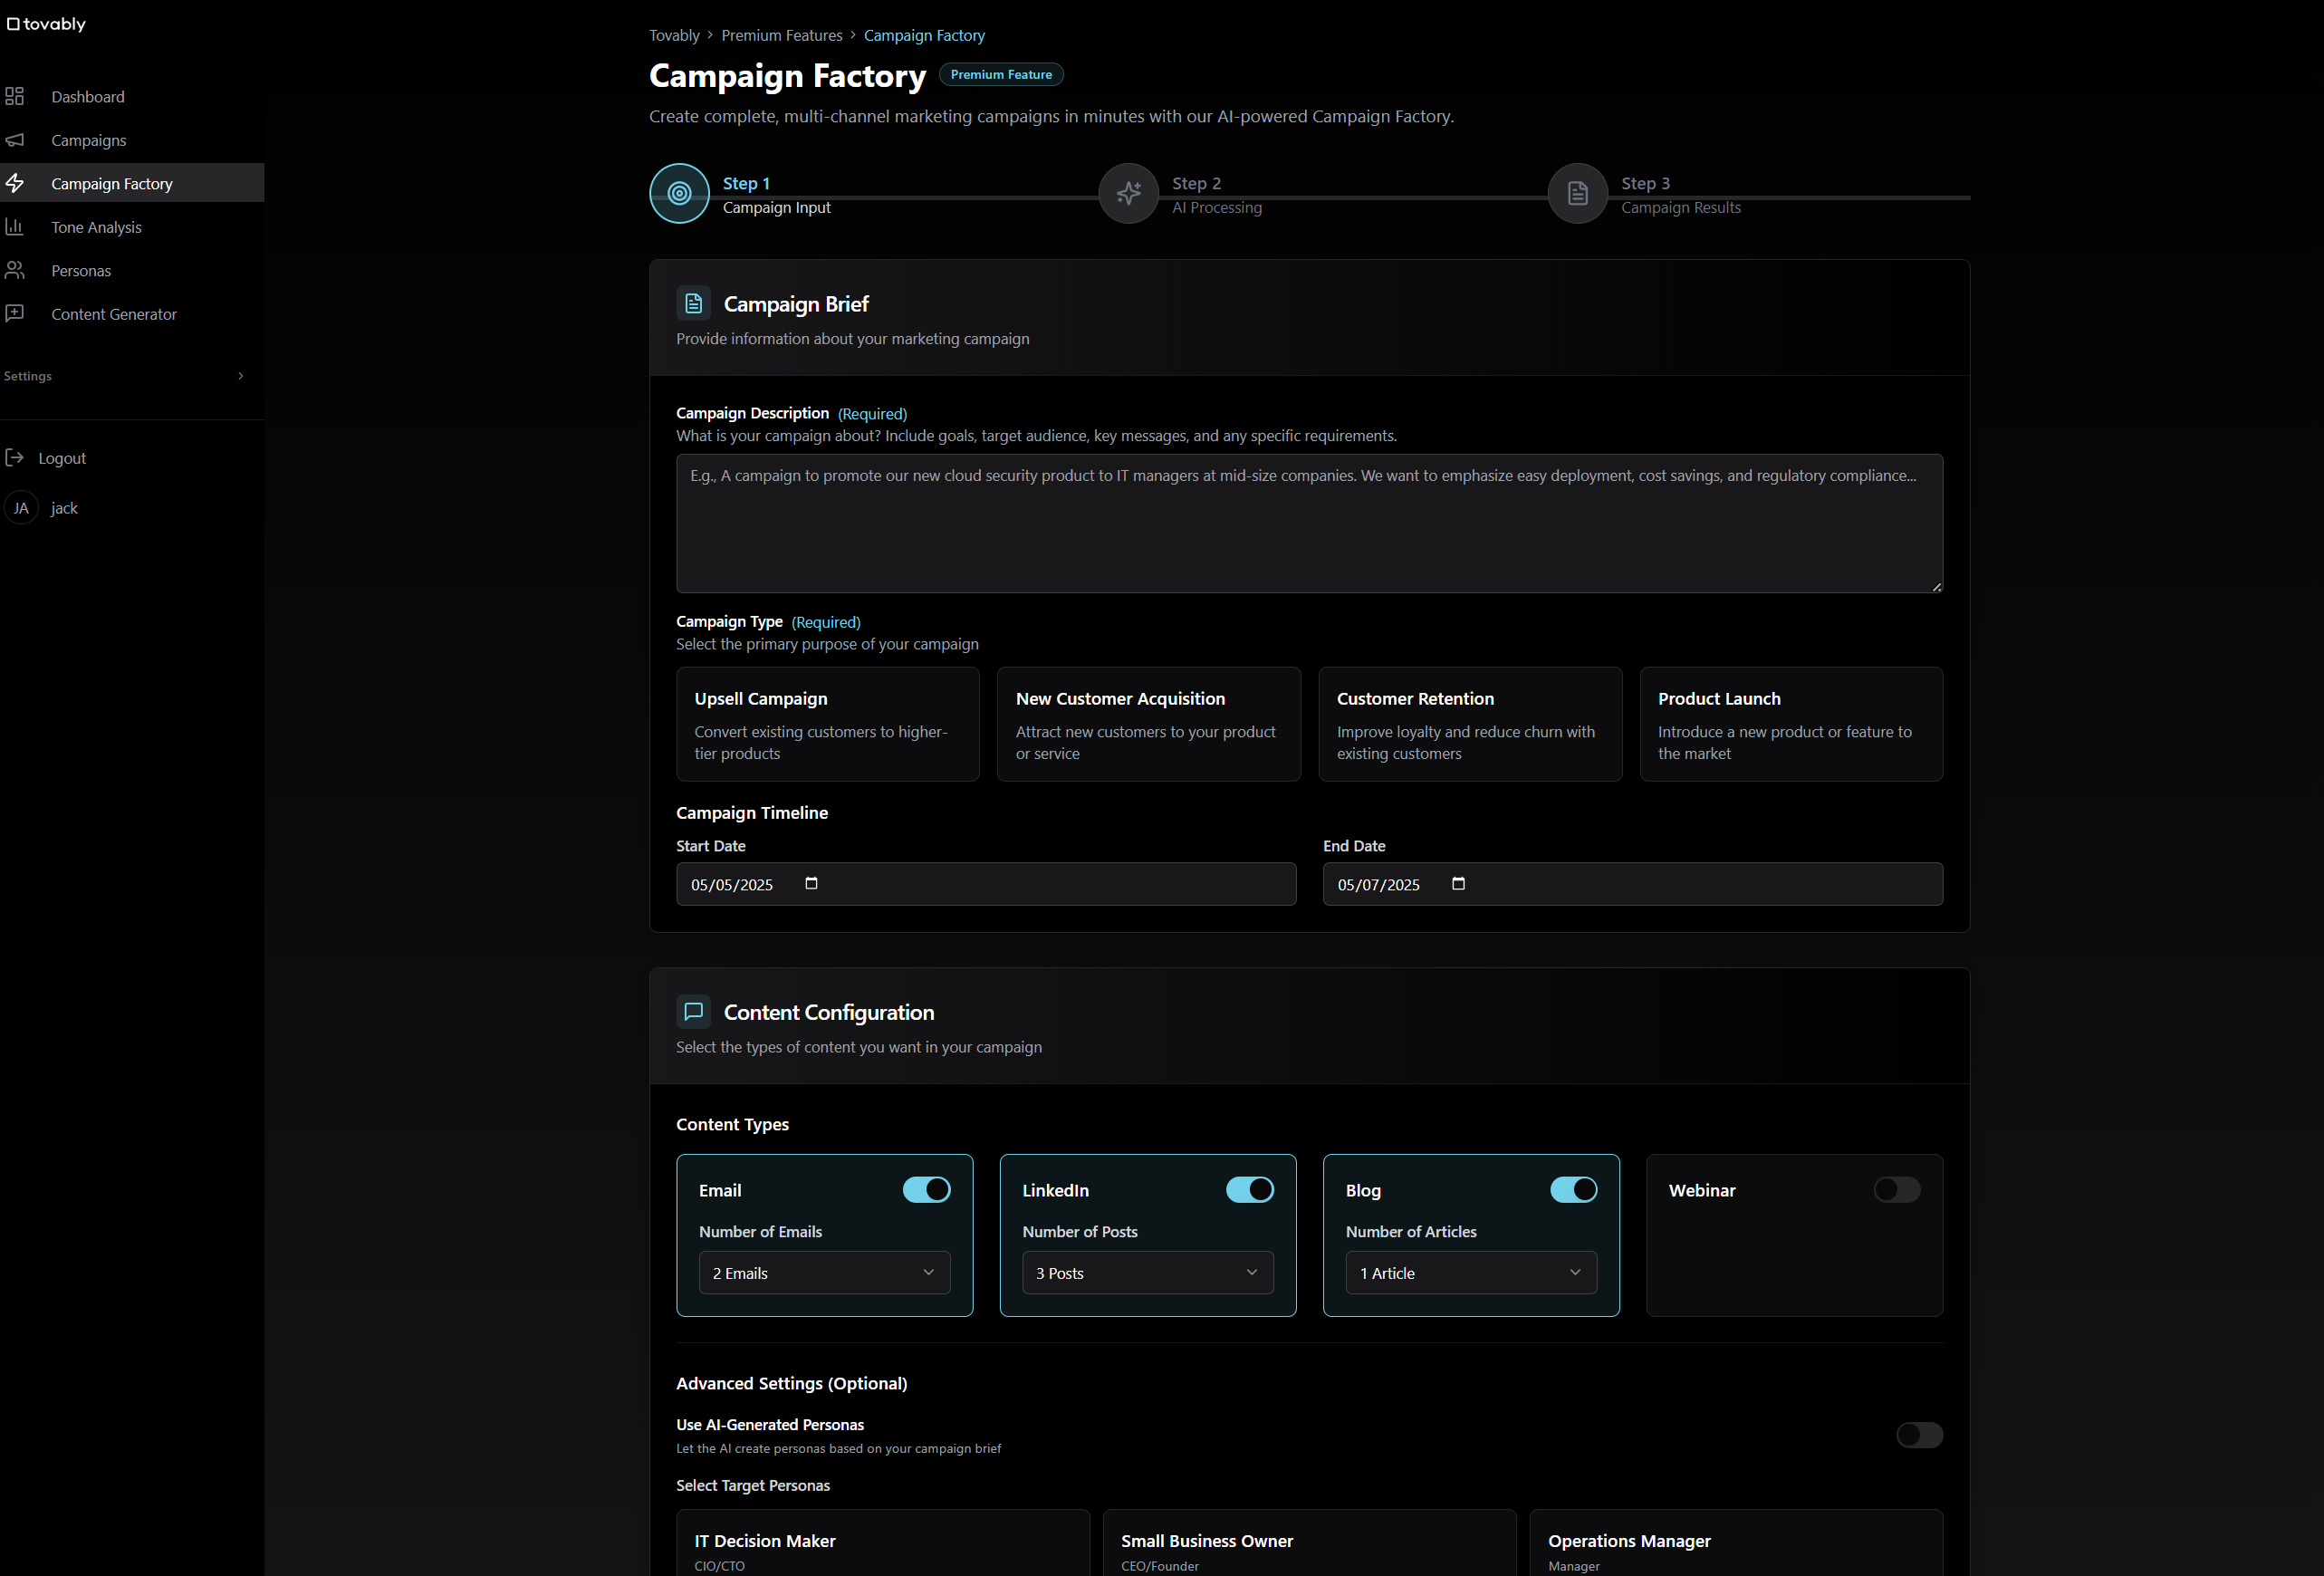 tovably
Dashboard
Campaigns
Campaign Factory
Tone Analysis
Personas
Content Generator
Settings
Logout
JA jack
Tovably > Premium Features > Campaign Factory
Campaign Factory Premium Feature
Create complete, multi-channel marketing campaigns in minutes with our AI-powered Campaign Factory.
Step 1
Campaign Input
Step 2
AI Processing
Step 3
Campaign Results
Campaign Brief
Provide information about your marketing campaign
Campaign Description (Required)
What is your campaign about? Include goals, target audience, key messages, and any specific requirements.
E.g., A campaign to promote our new cloud security product to IT managers at mid-size companies. We want to emphasize easy deployment, cost savings, and regulatory compliance...
Campaign Type (Required)
Select the primary purpose of your campaign
Upsell Campaign
Convert existing customers to higher-
tier products
New Customer Acquisition
Attract new customers to your product
or service
Customer Retention
Improve loyalty and reduce churn with
existing customers
Product Launch
Introduce a new product or feature to
the market
Campaign Timeline
Start Date
05/05/2025
End Date
05/07/2025
Content Configuration
Select the types of content you want in your campaign
Content Types
Email
Number of Emails
2 Emails
LinkedIn
Number of Posts
3 Posts
Blog
Number of Articles
1 Article
Webinar
Advanced Settings (Optional)
Use AI-Generated Personas
Let the AI create personas based on your campaign brief
Select Target Personas
IT Decision Maker
CIO/CTO
Small Business Owner
CEO/Founder
Operations Manager
Manager